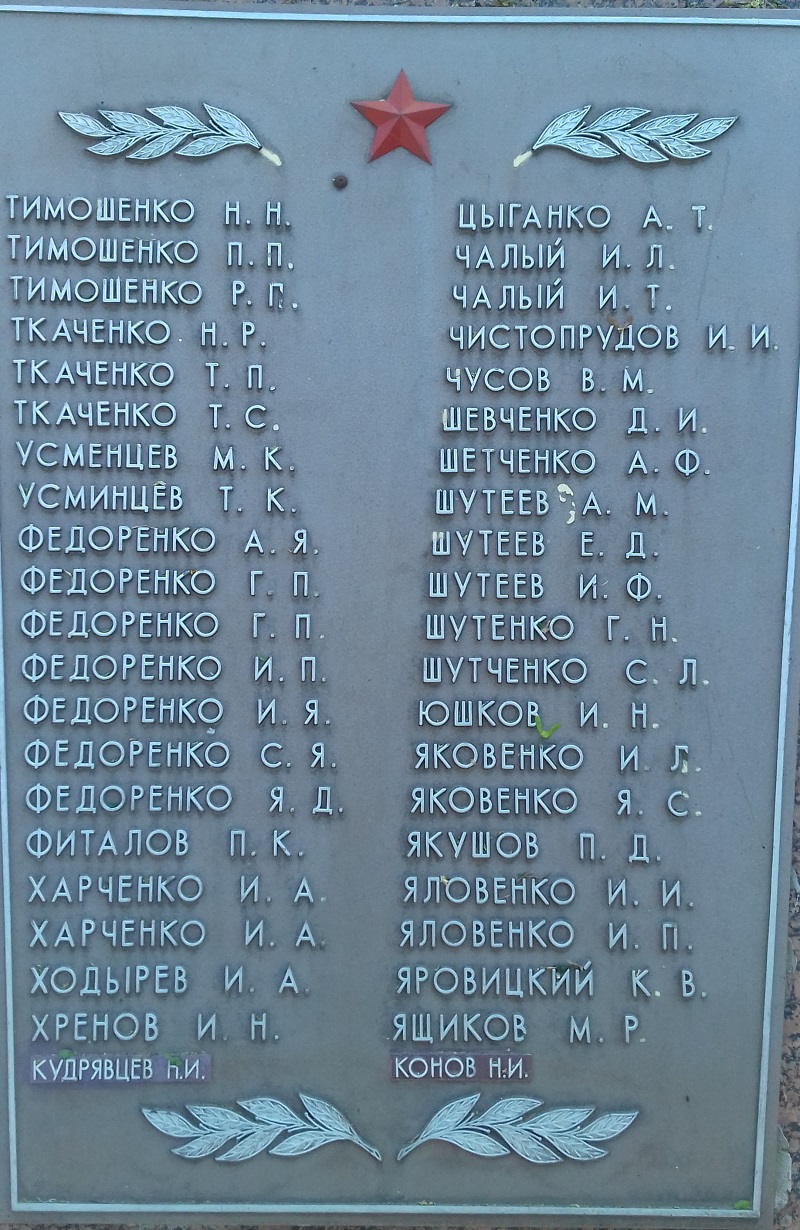 ТИМОШЕНКО Н. Н.
ТИМОШЕНКО П. П.
ТИМОШЕНКО Р. П.
ТКАЧЕНКО Н. Р.
ТКАЧЕНКО Т. П.
ТКАЧЕНКО Т. С.
УСМЕНЦЕВ М. К.
УСМИНЦЕВ Т. К.
ФЕДОРЕНКО А. Я.
ФЕДОРЕНКО Г. П.
ФЕДОРЕНКО Г. П.
ФЕДОРЕНКО И. П.
ФЕДОРЕНКО И. Я.
ФЕДОРЕНКО С. Я.
ФЕДОРЕНКО Я. Д.
ФИТАЛОВ П. К.
ХАРЧЕНКО И. А.
ХАРЧЕНКО И. А.
ХОДЫРЕВ И. А.
ХРЕНОВ И. Н.
КУДРЯВЦЕВ И.
ЦЫГАНКО А. Т.
ЧАЛЫЙ И. Л.
ЧАЛЫЙ И. Т.
ЧИСТОПРУДОВ И. И.
ЧУСОВ В. М.
ШЕВЧЕНКО Д. И.
ШЕТЧЕНКО А. Ф.
ШУТЕЕВ А. М.
ШУТЕЕВ Е. Д.
ШУТЕЕВ И. Ф.
ШУТЕНКО Г. Н.
ШУТЧЕНКО С. Л.
ЮШКОВ И. Н.
ЯКОВЕНКО И. Л.
ЯКОВЕНКО Я. С.
ЯКУШОВ П. Д.
ЯЛОВЕНКО И. И.
ЯЛОВЕНКО И. П.
ЯРОВИЦКИЙ К. В.
ЯЩИКОВ М. Р.
КОНОВ Н.И.